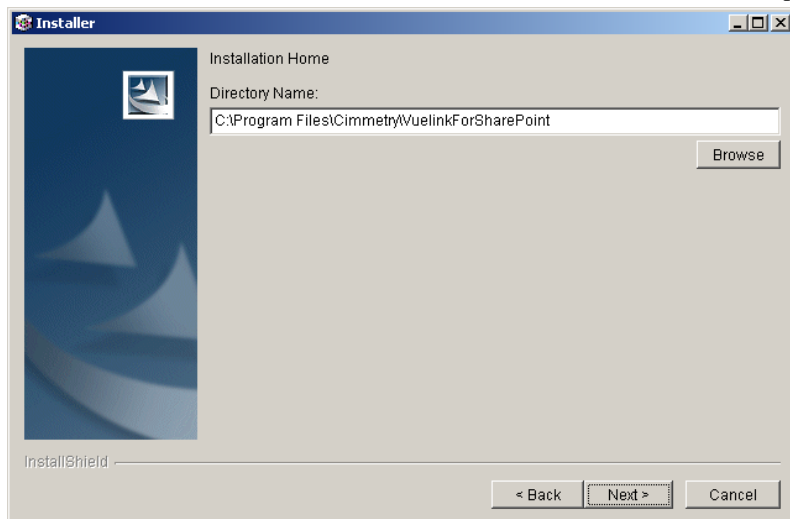 Installer
Installation Home
Directory Name:
C:\Program Files\Cimmetry\VuelinkForSharePoint
Browse
InstallShield
< Back Next > Cancel